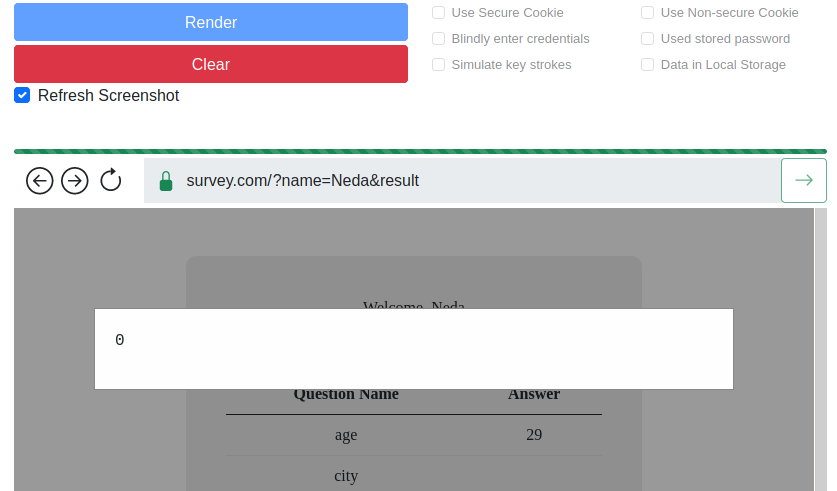 Render
Clear
Refresh Screenshot
Use Secure Cookie
Use Non-secure Cookie
Blindly enter credentials
Used stored password
Simulate key strokes
Data in Local Storage
survey.com/?name=Neda&result
Welcome, Neda
0
Question Name Answer
age 29
city